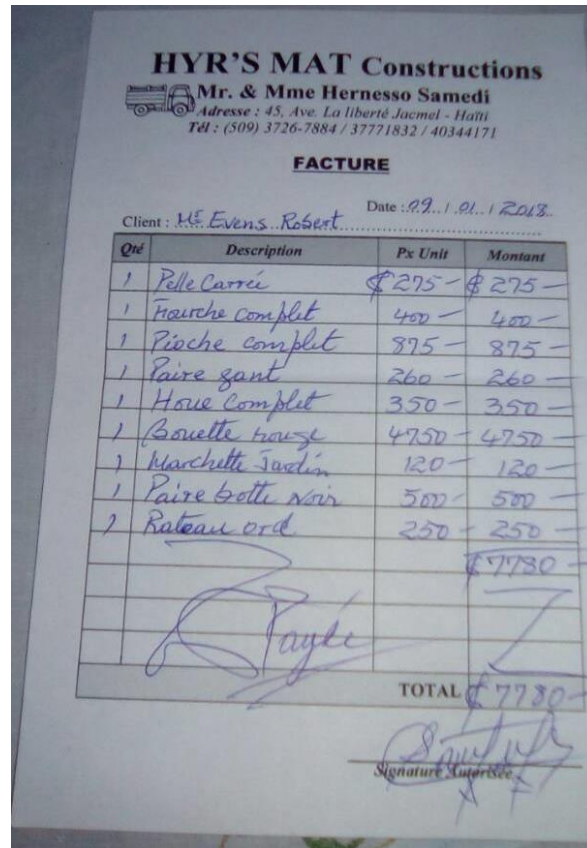 HYR'S MAT Constructions
Mr. & Mme Hernesso Samedi
Adresse : 45, Ave. La liberté Jacmel - Haïti
Tél : (509) 3726-7884 / 37771832 / 40344171
FACTURE
Date : 09 / 01 / 2018
Client : Mr Evens Robert
Qté Description Px Unit Montant
1 Pelle Carrée $275- $275-
1 Fourche complet 400- 400-
1 Pioche complet 875- 875-
1 Paire gant 260- 260-
1 Houe Complet 350- 350-
1 Bouette rouge 4750- 4750-
1 Marchette Jardin 120- 120-
1 Paire botte Noir 500- 500-
1 Rateau ord 250- 250-
$7780-
Payée
TOTAL $7780-
Signature Autorisée